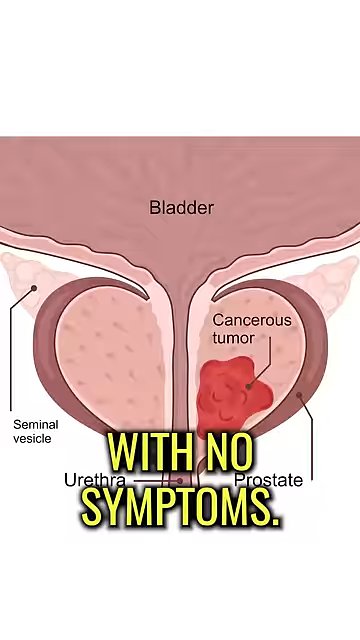 Bladder
Cancerous
tumor
Seminal
vesicle
WITH NO
Urethra
Prostate
SYMPTOMS.